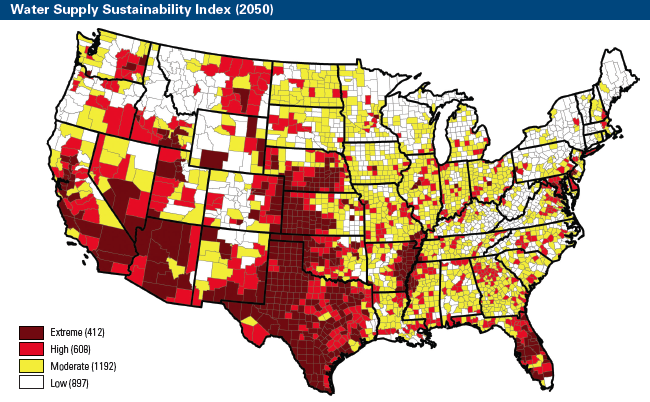 Water Supply Sustainability Index (2050)
Extreme (412)
High (608)
Moderate (1192)
Low (897)